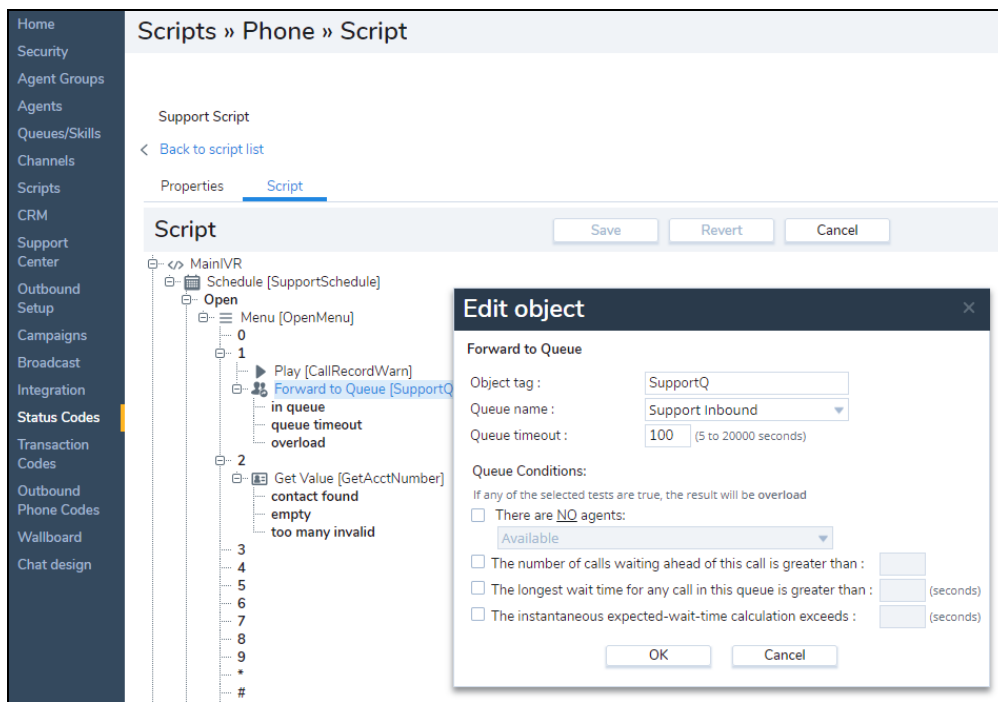 Home
Security
Agent Groups
Agents
Queues/Skills
Channels
Scripts
CRM
Support
Center
Outbound
Setup
Campaigns
Broadcast
Integration
Status Codes
Transaction
Codes
Outbound
Phone Codes
Wallboard
Chat design
Scripts » Phone » Script
Support Script
< Back to script list
Properties Script
Script Save Revert Cancel
</> MainIVR
Schedule [SupportSchedule]
Open
Menu [OpenMenu]
0
1
Play [CallRecordWarn]
Forward to Queue [SupportQ
in queue
queue timeout
overload
2
Get Value [GetAcctNumber]
contact found
empty
too many invalid
3
4
5
6
7
8
9
*
#
Edit object ×
Forward to Queue
Object tag : SupportQ
Queue name : Support Inbound
Queue timeout : 100 (5 to 20000 seconds)
Queue Conditions:
If any of the selected tests are true, the result will be overload
There are NO agents:
Available
The number of calls waiting ahead of this call is greater than :
The longest wait time for any call in this queue is greater than : (seconds)
The instantaneous expected-wait-time calculation exceeds : (seconds)
OK Cancel